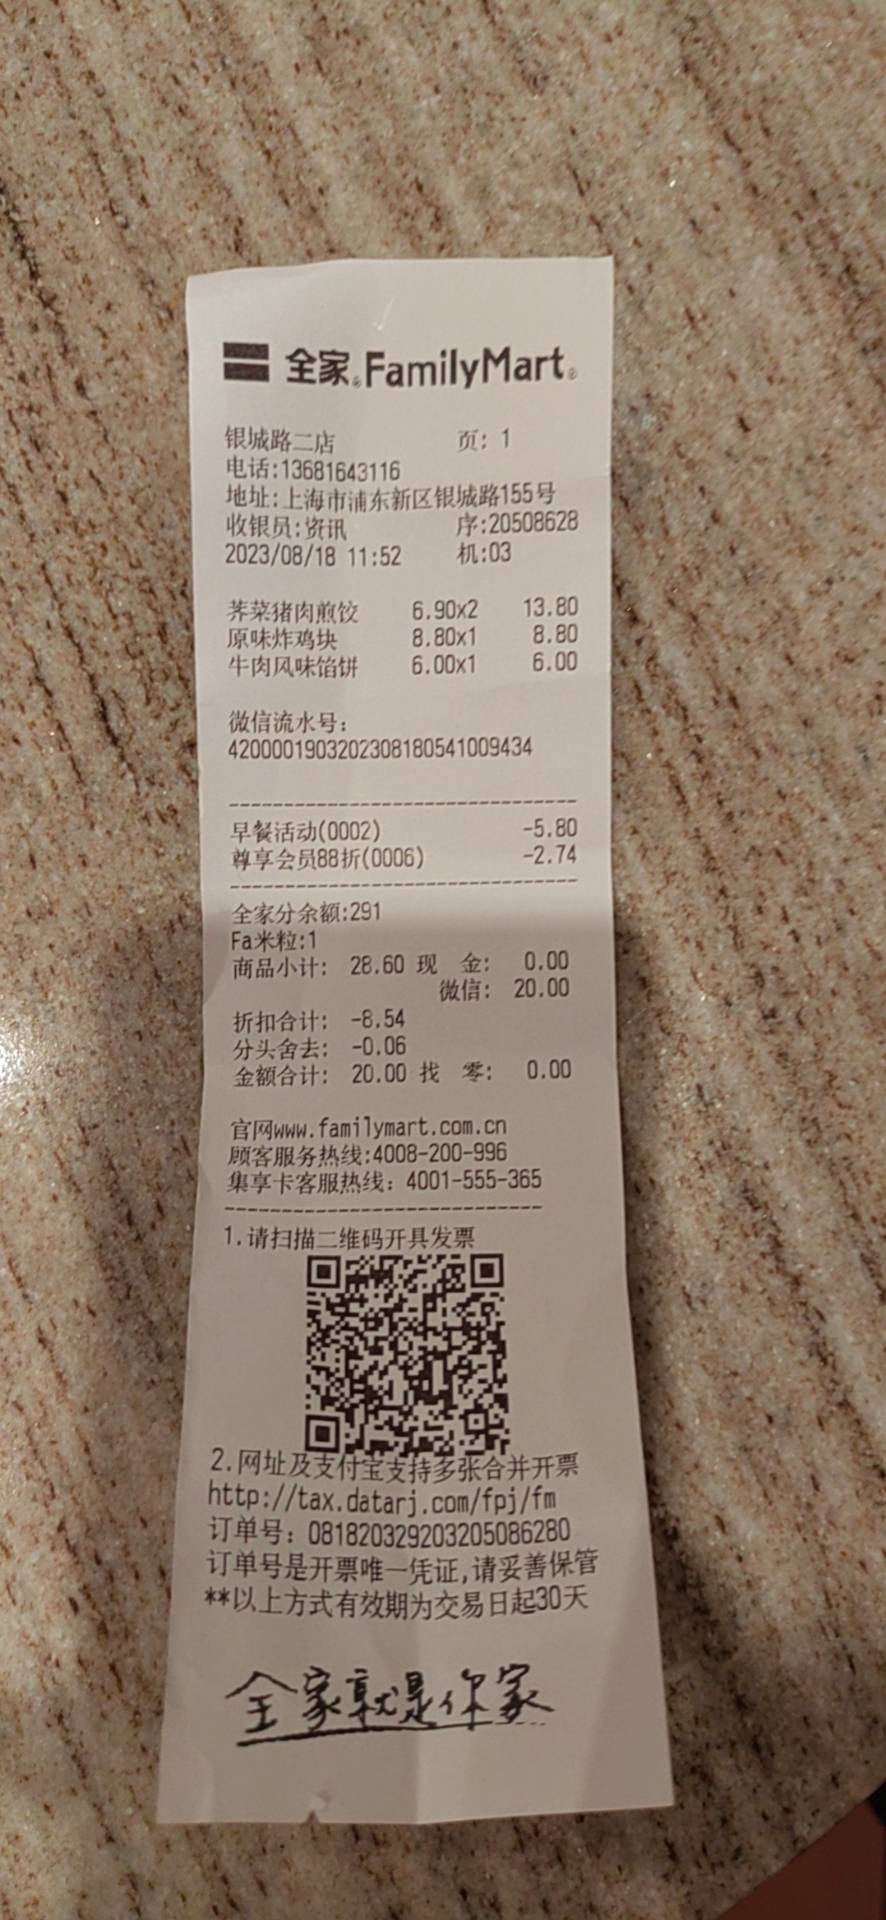 全家 FamilyMart
银城路二店 页: 1
电话:13681643116
地址:上海市浦东新区银城路155号
收银员:资讯 序:20508628
2023/08/18 11:52 机:03
荠菜猪肉煎饺 6.90x2 13.80
原味炸鸡块 8.80x1 8.80
牛肉风味馅饼 6.00x1 6.00
微信流水号:
4200001903202308180541009434
早餐活动(0002) -5.80
尊享会员88折(0006) -2.74
全家分余额:291
Fa米粒:1
商品小计: 28.60 现 金: 0.00
微信: 20.00
折扣合计: -8.54
分头舍去: -0.06
金额合计: 20.00 找 零: 0.00
官网www.familymart.com.cn
顾客服务热线:4008-200-996
集享卡客服热线: 4001-555-365
1.请扫描二维码开具发票
2.网址及支付宝支持多张合并开票
http://tax.datarj.com/fpj/fm
订单号: 081820329203205086280
订单号是开票唯一凭证,请妥善保管
**以上方式有效期为交易日起30天
全家就是你家